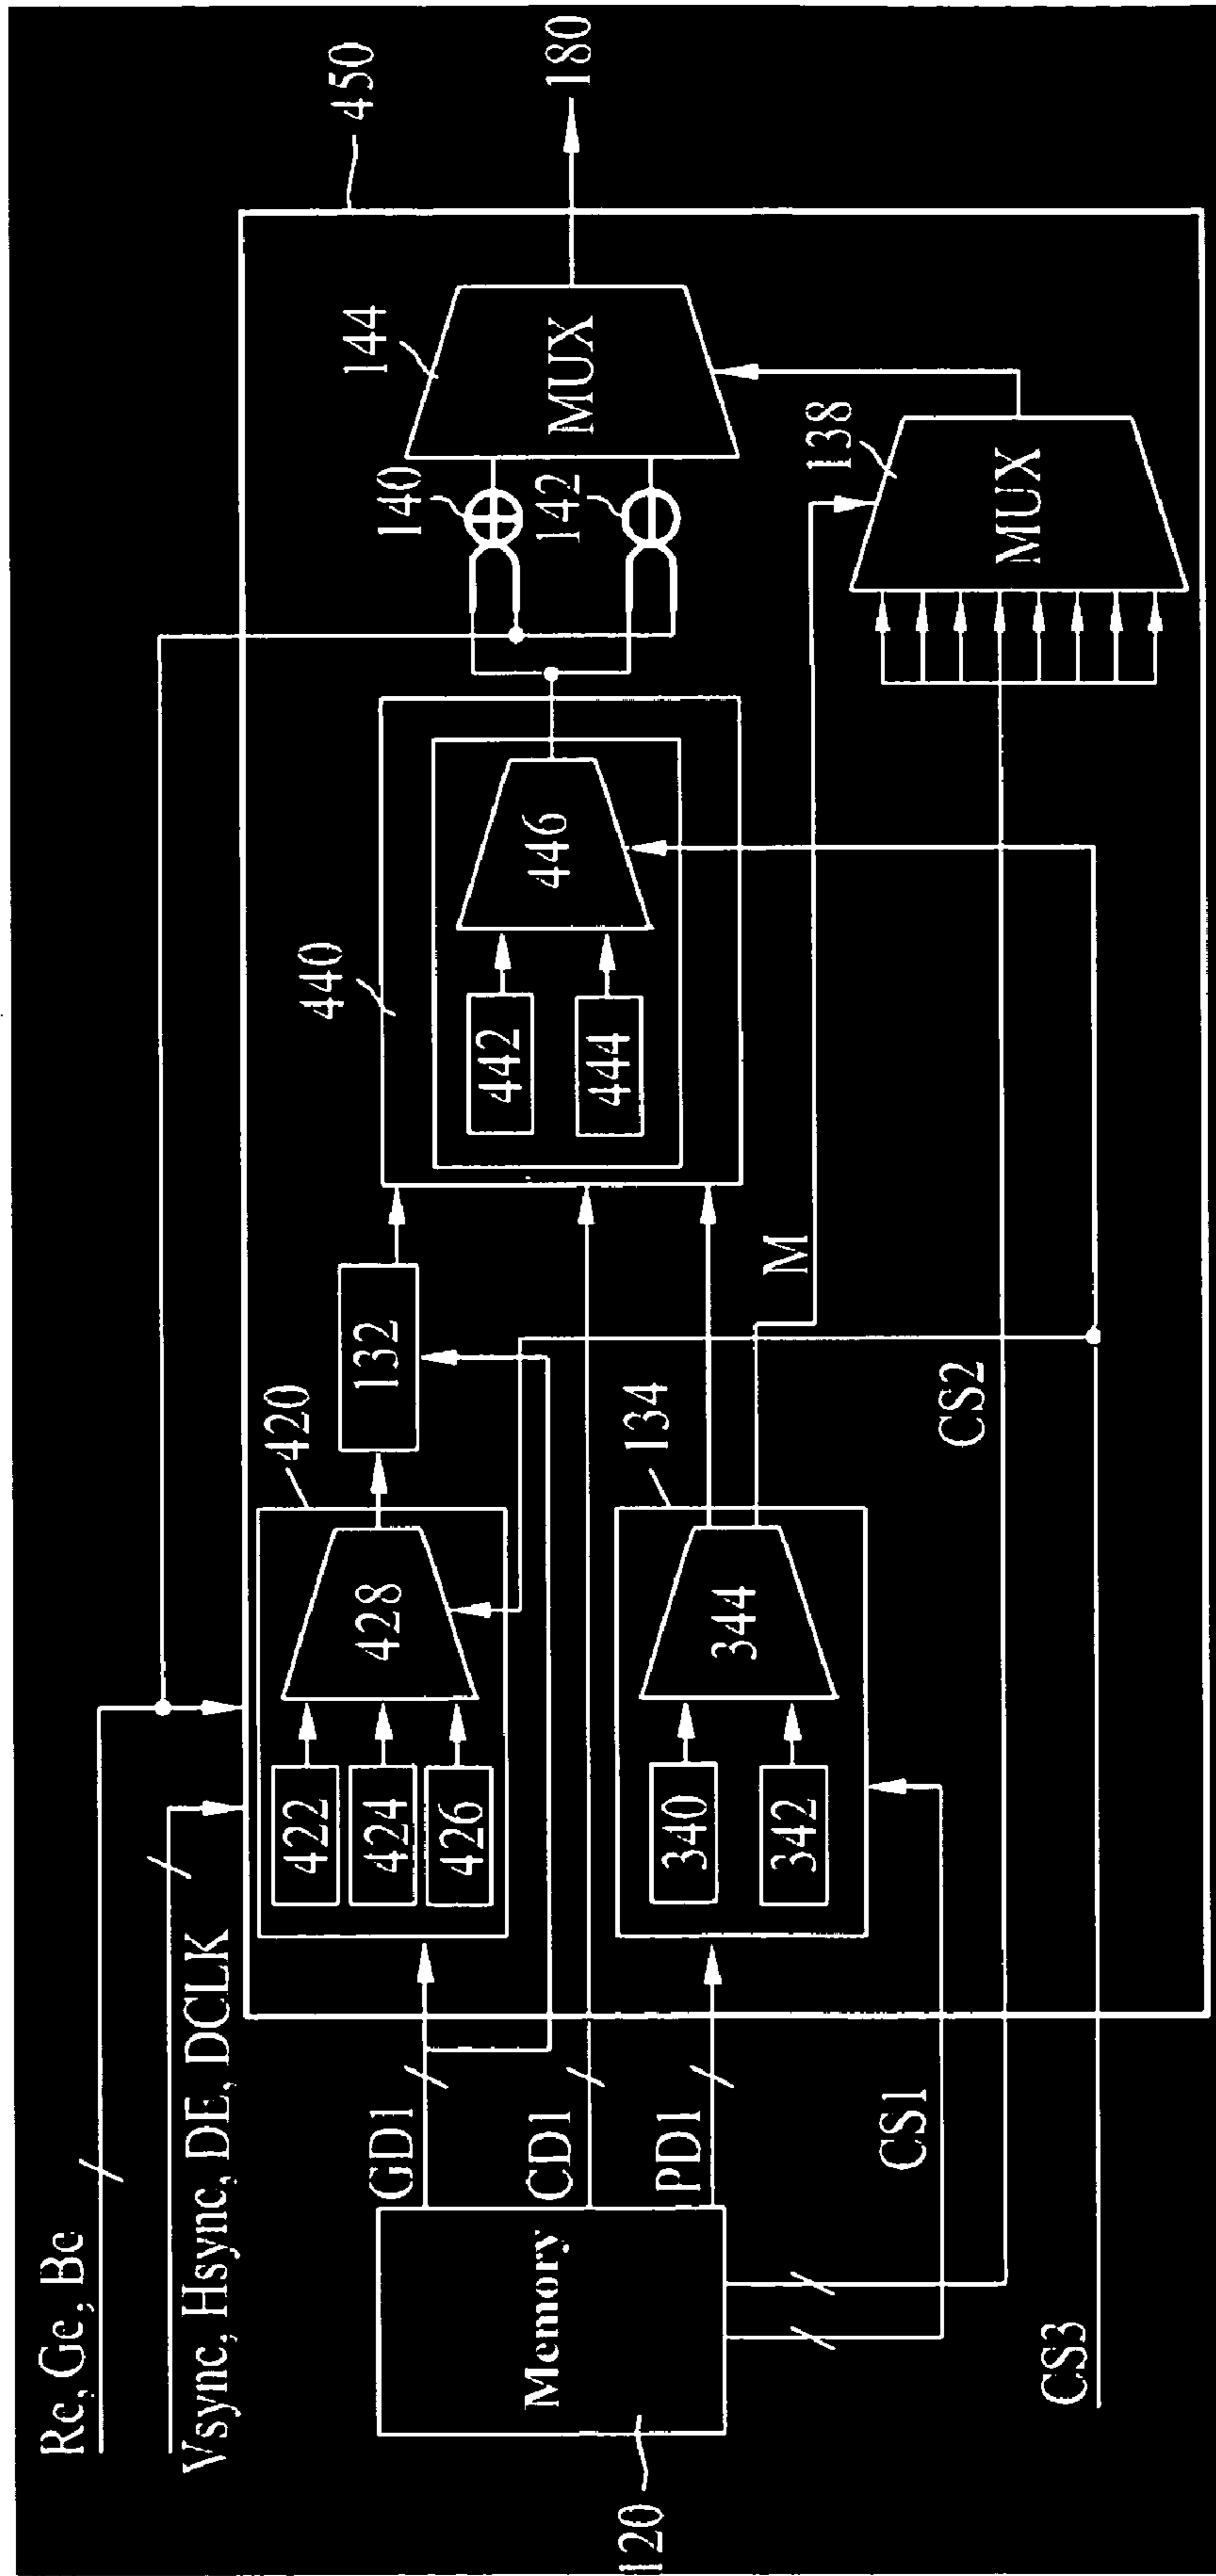 Re, Ge, Be
Vsync, Hsync, DE, DCLK
450
180
420
422
424
426
428
132
440
442
444
446
140
142
144
MUX
GD1
CD1
PD1
Memory
120
134
340
342
344
M
138
MUX
CS1
CS2
CS3